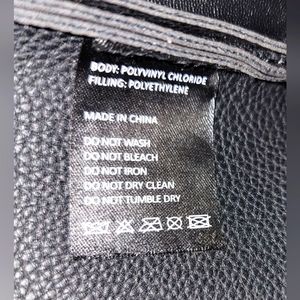 BODY: POLYVINYL CHLORIDE
FILLING: POLYETHYLENE
MADE IN CHINA
DO NOT WASH
DO NOT BLEACH
DO NOT IRON
DO NOT DRY CLEAN
DO NOT TUMBLE DRY